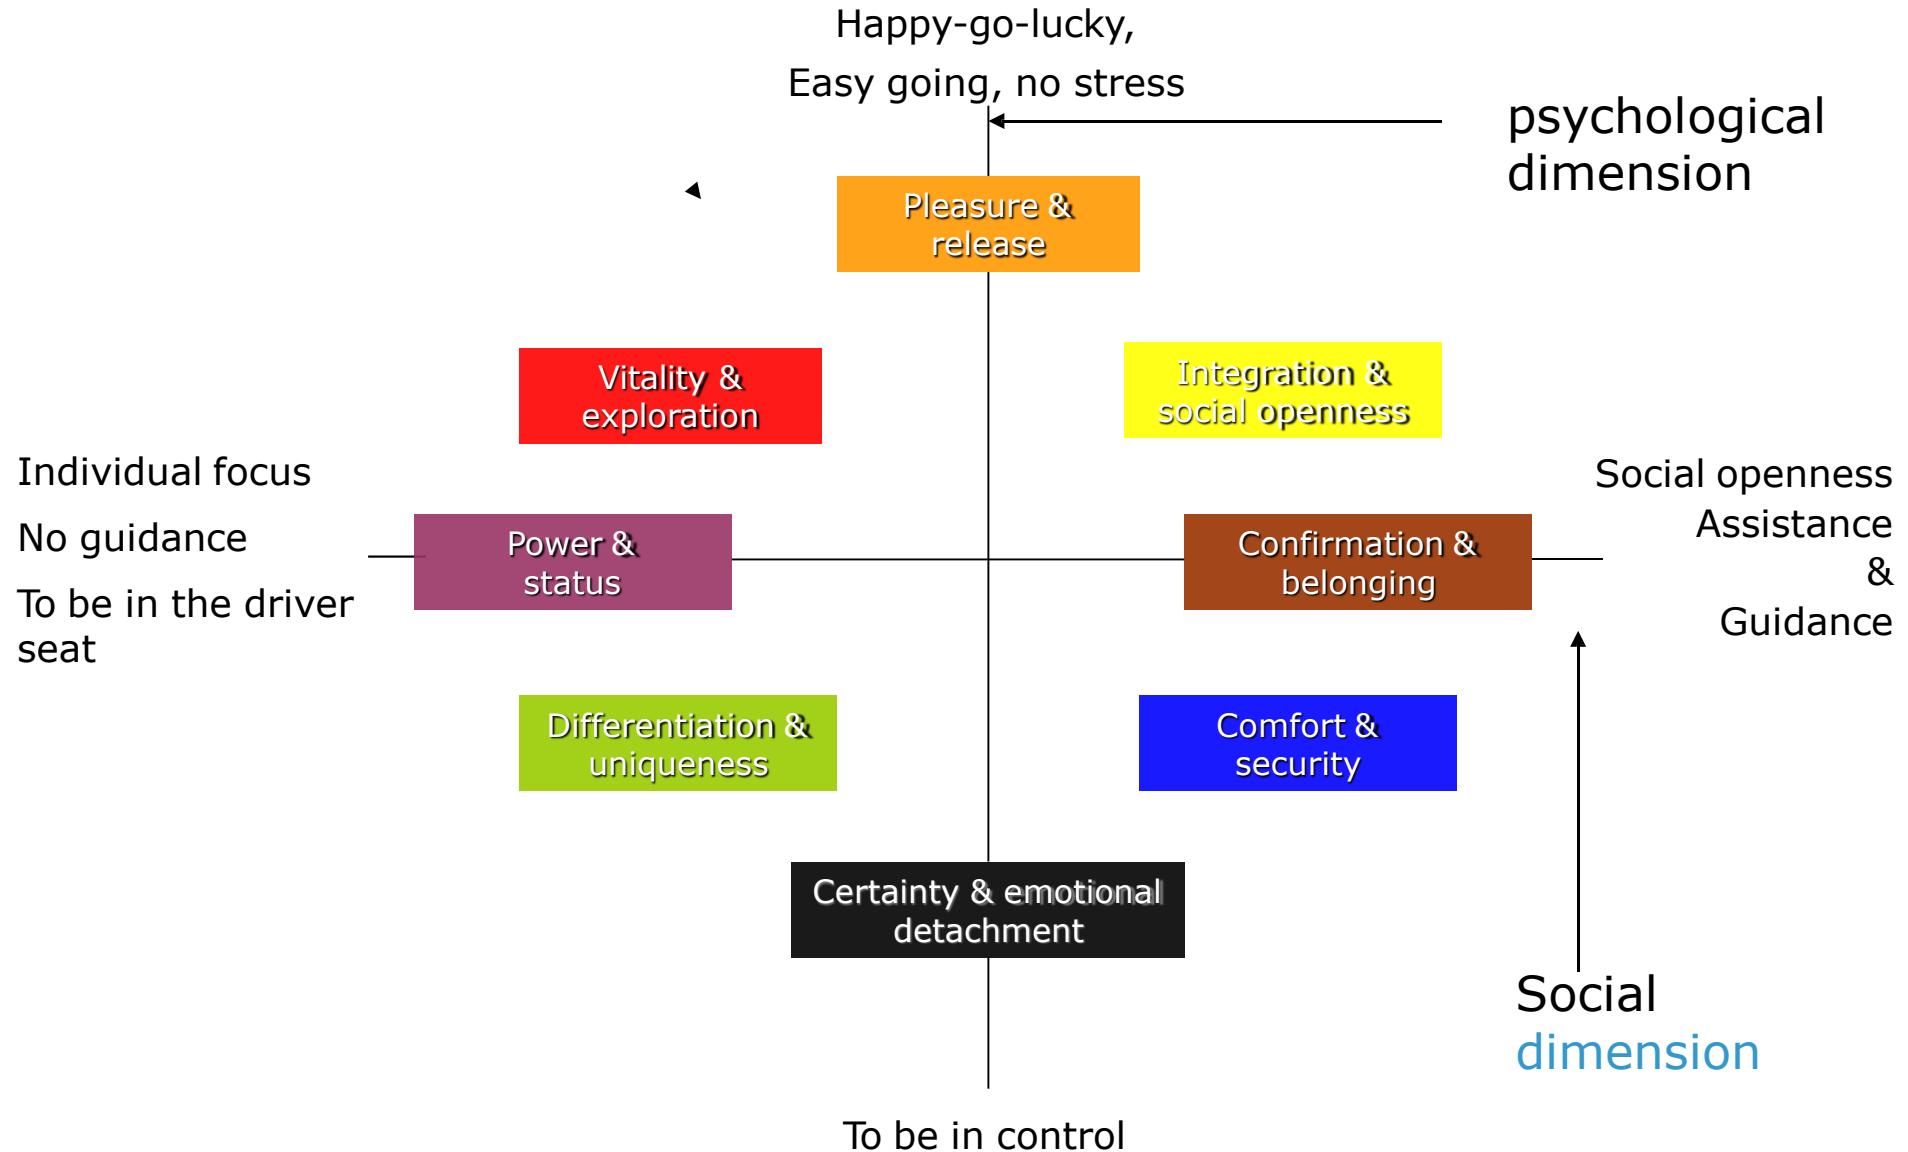 Happy-go-lucky,
Easy going, no stress
psychological
dimension
Pleasure &
release
Vitality &
exploration
Integration &
social openness
Individual focus
No guidance
To be in the driver
seat
Power &
status
Confirmation &
belonging
Social openness
Assistance
&
Guidance
Differentiation &
uniqueness
Comfort &
security
Certainty & emotional
detachment
Social
dimension
To be in control